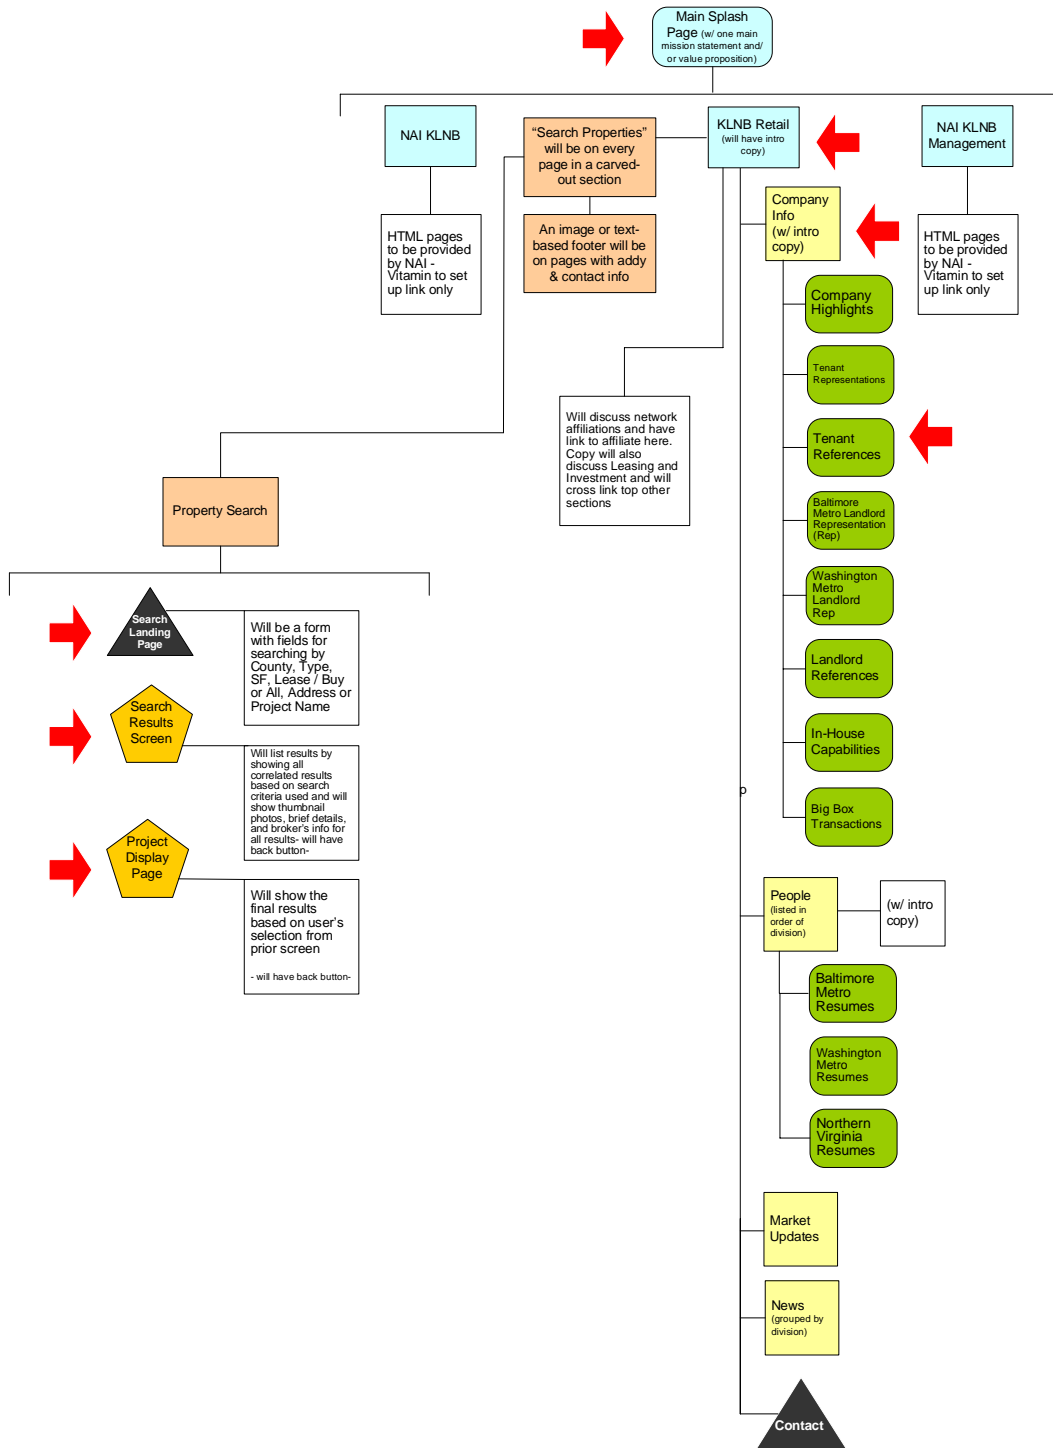 Main Splash
Page (w/ one main
mission statement and/
or value proposition)
NAI KLNB
“Search Properties”
will be on every
page in a carved-
out section
KLNB Retail
(will have intro
copy)
NAI KLNB
Management
HTML pages
to be provided
by NAI -
Vitamin to set
up link only
An image or text-
based footer will be
on pages with addy
& contact info
Company
Info
(w/ intro
copy)
HTML pages
to be provided
by NAI -
Vitamin to set
up link only
Company
Highlights
Tenant
Representations
Tenant
References
Baltimore
Metro Landlord
Representation
(Rep)
Washington
Metro
Landlord
Rep
Landlord
References
In-House
Capabilities
Big Box
Transactions
Will discuss network
affiliations and have
link to affiliate here.
Copy will also
discuss Leasing and
Investment and will
cross link top other
sections
Property Search
Search
Landing
Page
Will be a form
with fields for
searching by
County, Type,
SF, Lease / Buy
or All, Address or
Project Name
Search
Results
Screen
Will list results by
showing all
correlated results
based on search
criteria used and will
show thumbnail
photos, brief details,
and broker's info for
all results- will have
back button-
Project
Display
Page
Will show the
final results
based on user's
selection from
prior screen
- will have back button-
p
People
(listed in
order of
division)
(w/ intro
copy)
Baltimore
Metro
Resumes
Washington
Metro
Resumes
Northern
Virginia
Resumes
Market
Updates
News
(grouped by
division)
Contact